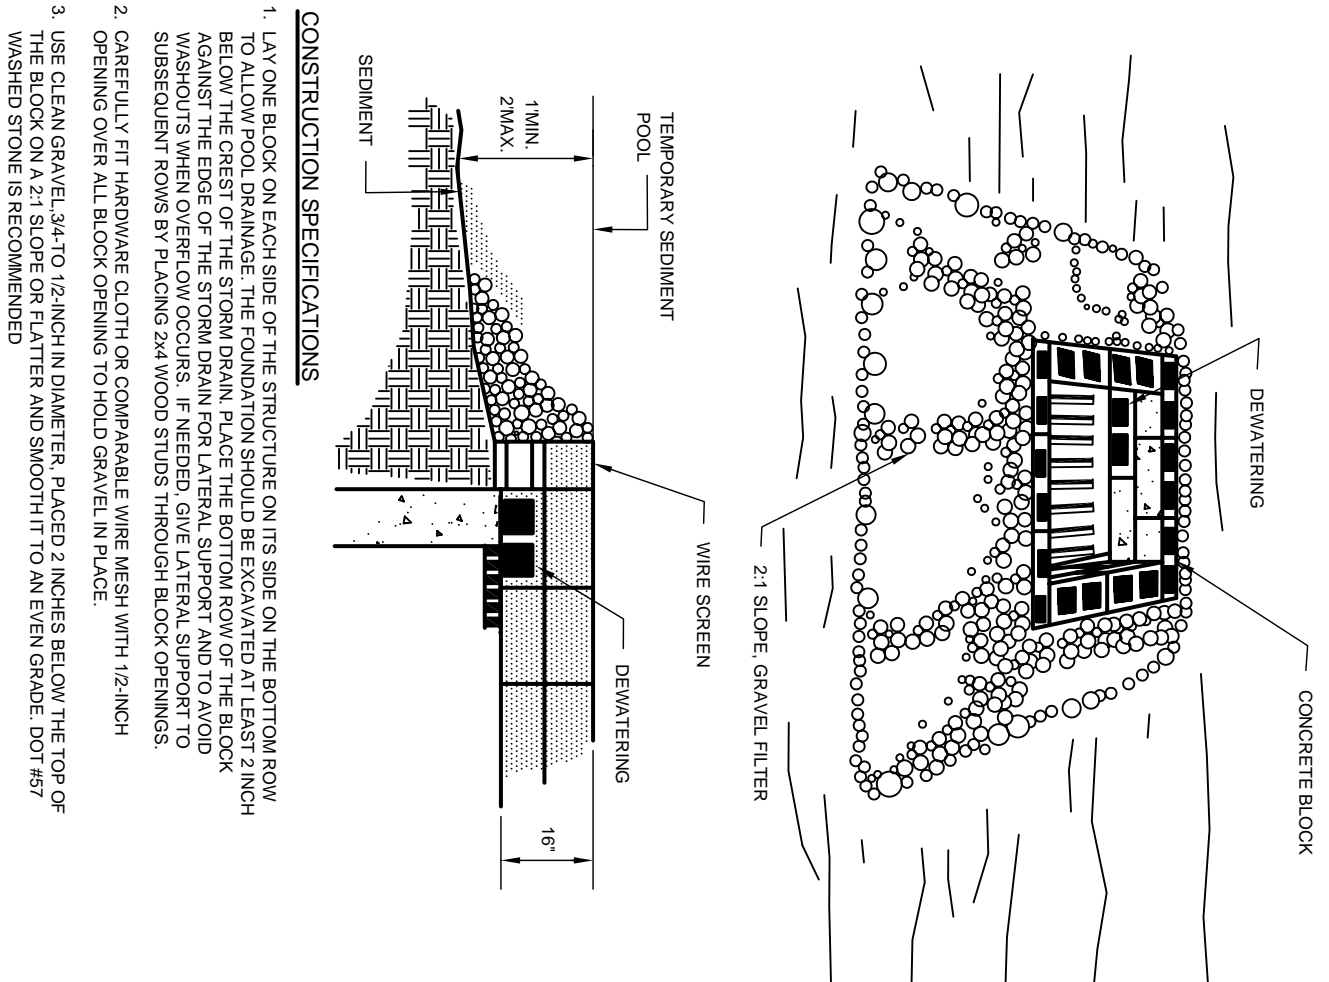 DEWATERING
CONCRETE BLOCK
2:1 SLOPE, GRAVEL FILTER
TEMPORARY SEDIMENT
POOL
WIRE SCREEN
DEWATERING
1'MIN.
2'MAX.
16"
SEDIMENT
CONSTRUCTION SPECIFICATIONS
1. LAY ONE BLOCK ON EACH SIDE OF THE STRUCTURE ON ITS SIDE ON THE BOTTOM ROW
TO ALLOW POOL DRAINAGE. THE FOUNDATION SHOULD BE EXCAVATED AT LEAST 2 INCH
BELOW THE CREST OF THE STORM DRAIN. PLACE THE BOTTOM ROW OF THE BLOCK
AGAINST THE EDGE OF THE STORM DRAIN FOR LATERAL SUPPORT AND TO AVOID
WASHOUTS WHEN OVERFLOW OCCURS. IF NEEDED, GIVE LATERAL SUPPORT TO
SUBSEQUENT ROWS BY PLACING 2x4 WOOD STUDS THROUGH BLOCK OPENINGS.
2. CAREFULLY FIT HARDWARE CLOTH OR COMPARABLE WIRE MESH WITH 1/2-INCH
OPENING OVER ALL BLOCK OPENING TO HOLD GRAVEL IN PLACE.
3. USE CLEAN GRAVEL,3/4-TO 1/2-INCH IN DIAMETER, PLACED 2 INCHES BELOW THE TOP OF
THE BLOCK ON A 2:1 SLOPE OR FLATTER AND SMOOTH IT TO AN EVEN GRADE. DOT #57
WASHED STONE IS RECOMMENDED